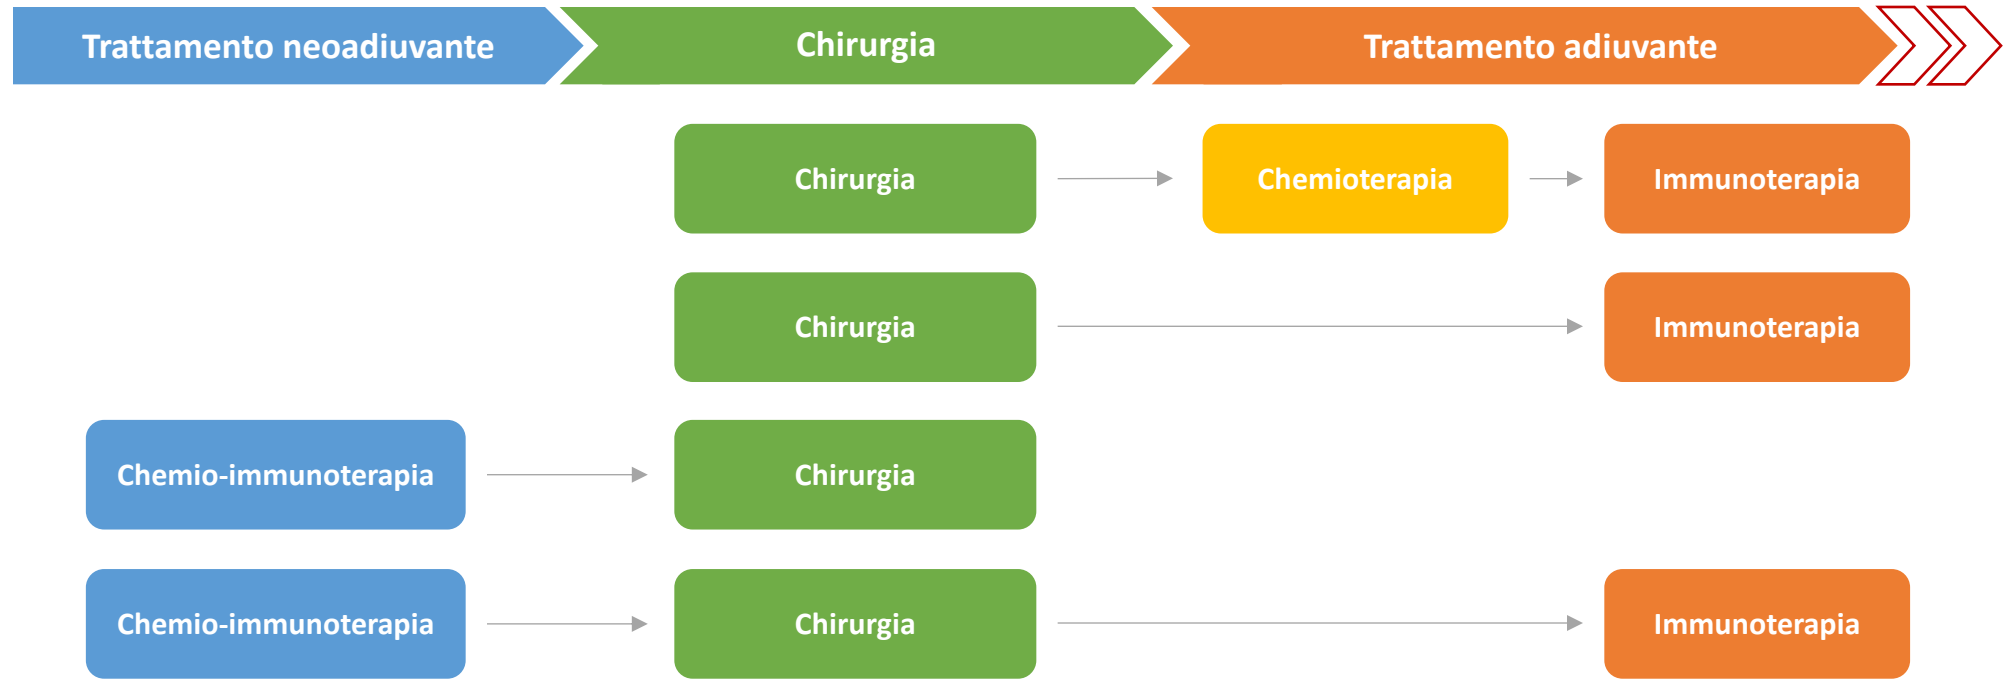 Trattamento neoadiuvante
Chirurgia
Trattamento adiuvante
Chirurgia
Chemioterapia
Immunoterapia
Chirurgia
Immunoterapia
Chemio-immunoterapia
Chirurgia
Chemio-immunoterapia
Chirurgia
Immunoterapia